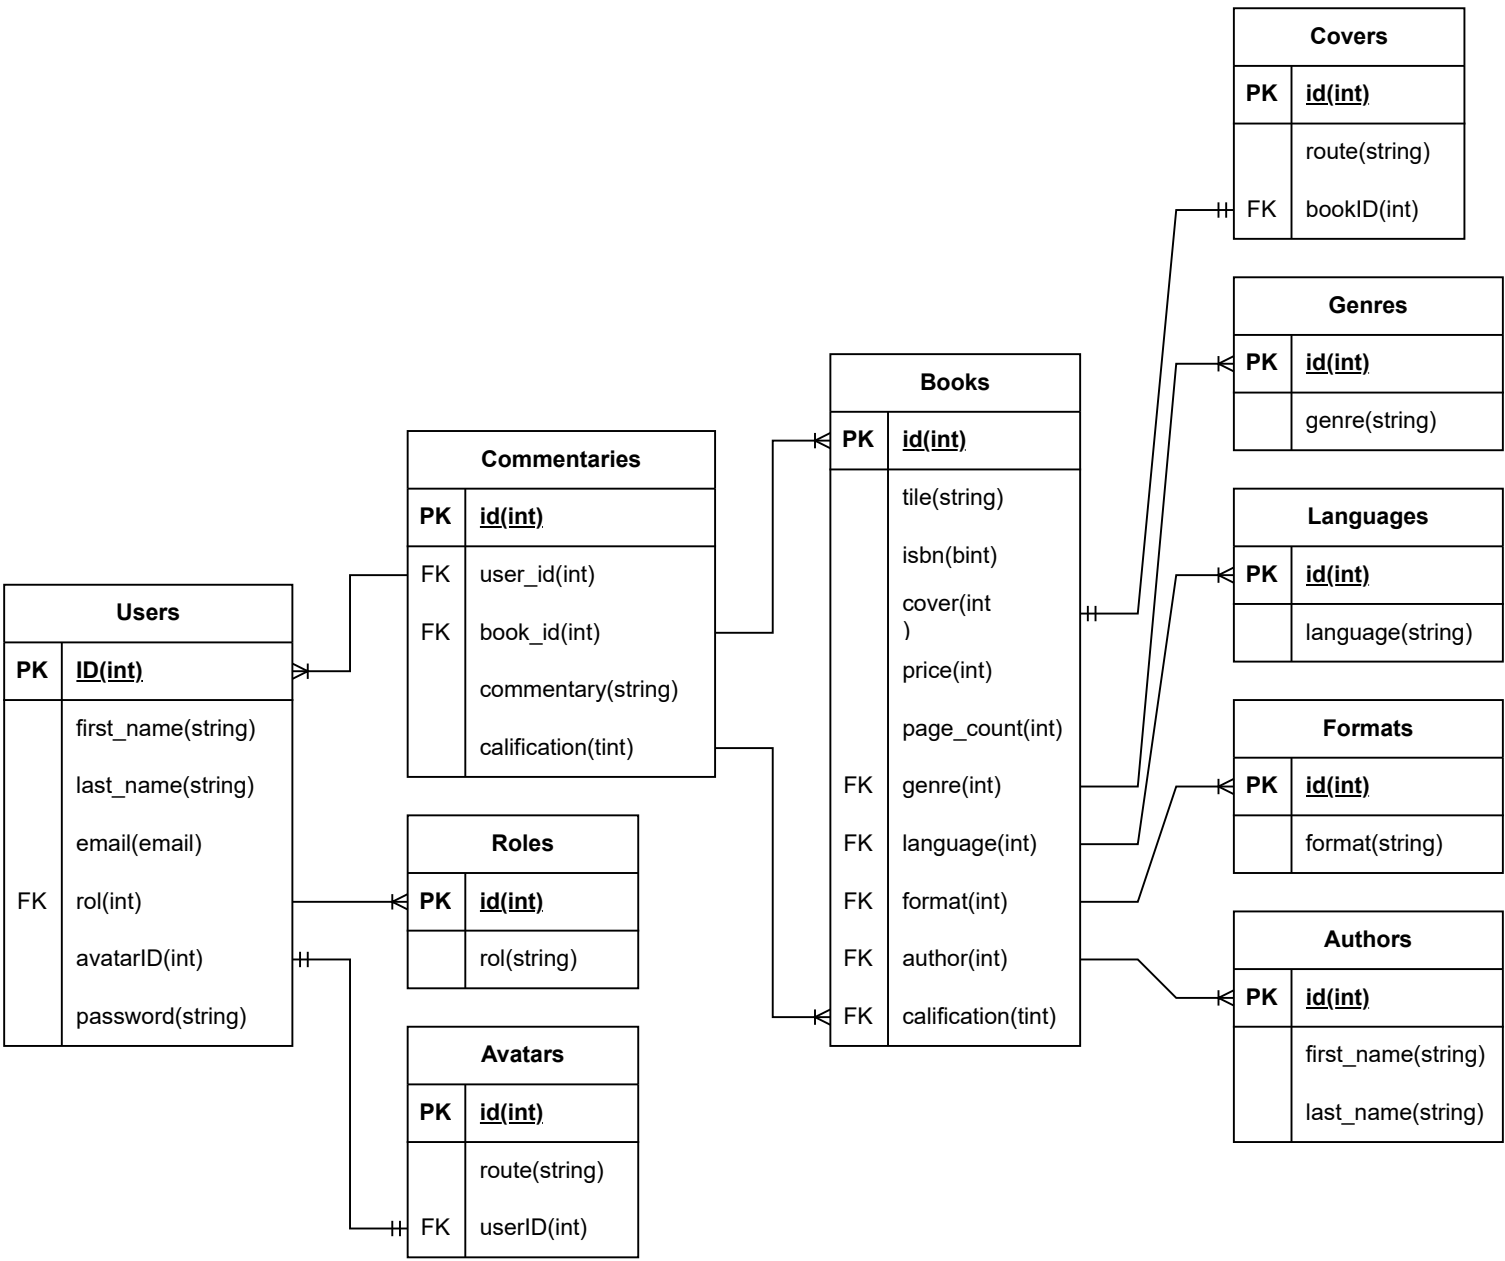 Covers
PK id(int)
route(string)
FK bookID(int)
Genres
PK id(int)
genre(string)
Languages
PK id(int)
language(string)
Formats
PK id(int)
format(string)
Authors
PK id(int)
first_name(string)
last_name(string)
Books
PK id(int)
tile(string)
isbn(bint)
cover(int
)
price(int)
page_count(int)
FK genre(int)
FK language(int)
FK format(int)
FK author(int)
FK calification(tint)
Commentaries
PK id(int)
FK user_id(int)
FK book_id(int)
commentary(string)
calification(tint)
Users
PK ID(int)
first_name(string)
last_name(string)
email(email)
FK rol(int)
avatarID(int)
password(string)
Roles
PK id(int)
rol(string)
Avatars
PK id(int)
route(string)
FK userID(int)